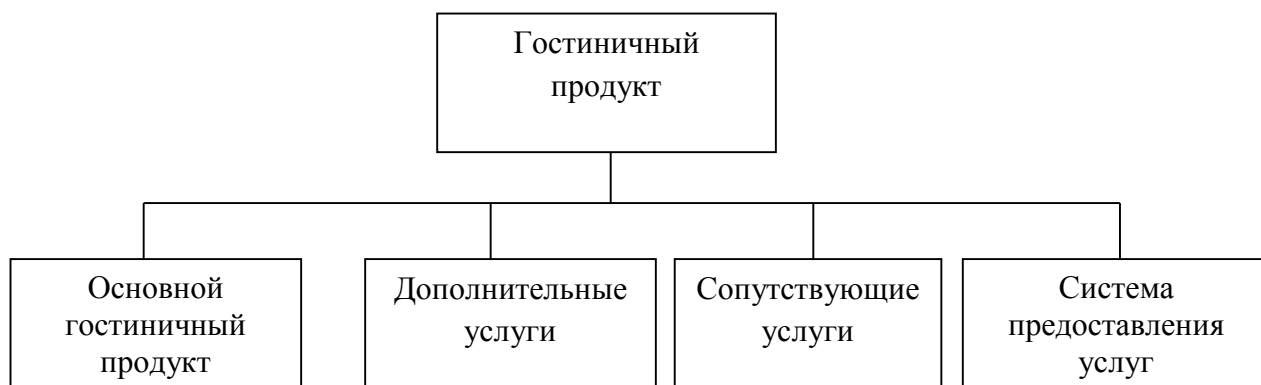 Гостиничный
продукт
Основной
гостиничный
продукт
Дополнительные
услуги
Сопутствующие
услуги
Система
предоставления
услуг